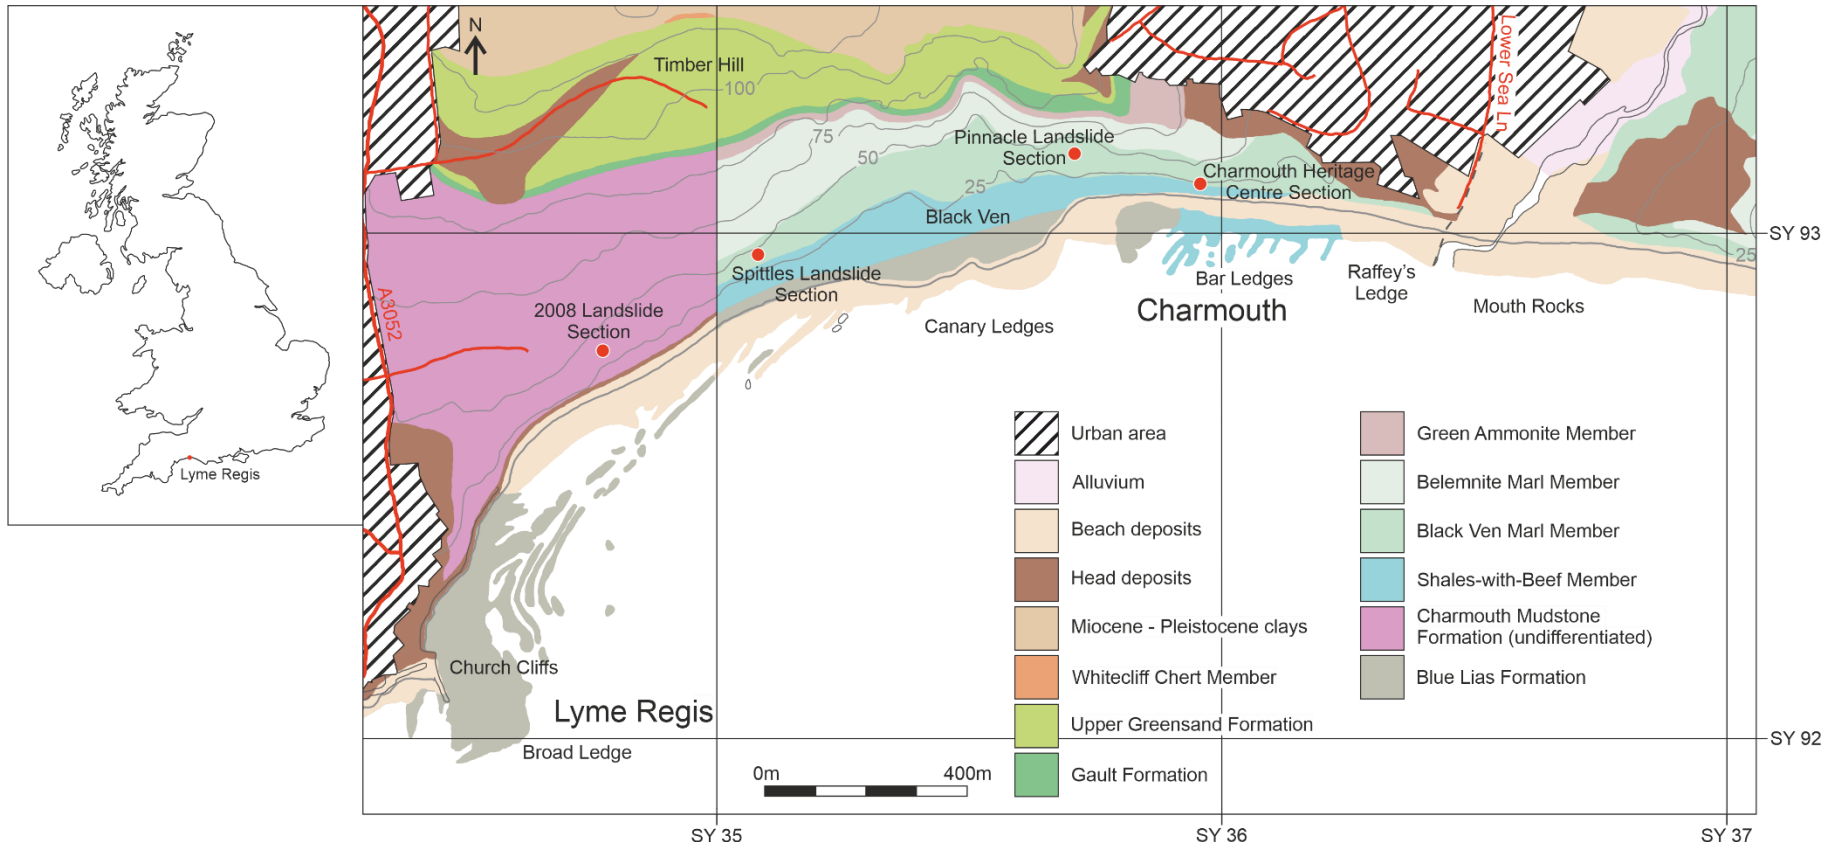 N
Timber Hill
100
75
50
25
Pinnacle Landslide
Section
Lower Sea Ln
Charmouth Heritage
Centre Section
Black Ven
SY 93
25
Spittles Landslide
Section
Bar Ledges
Raffey's
Ledge
Mouth Rocks
A3052
2008 Landslide
Section
Canary Ledges
Charmouth
Lyme Regis
Urban area
Alluvium
Beach deposits
Head deposits
Miocene - Pleistocene clays
Whitecliff Chert Member
Upper Greensand Formation
Gault Formation
Green Ammonite Member
Belemnite Marl Member
Black Ven Marl Member
Shales-with-Beef Member
Charmouth Mudstone
Formation (undifferentiated)
Blue Lias Formation
Church Cliffs
Lyme Regis
Broad Ledge
SY 92
0m
400m
SY 35
SY 36
SY 37